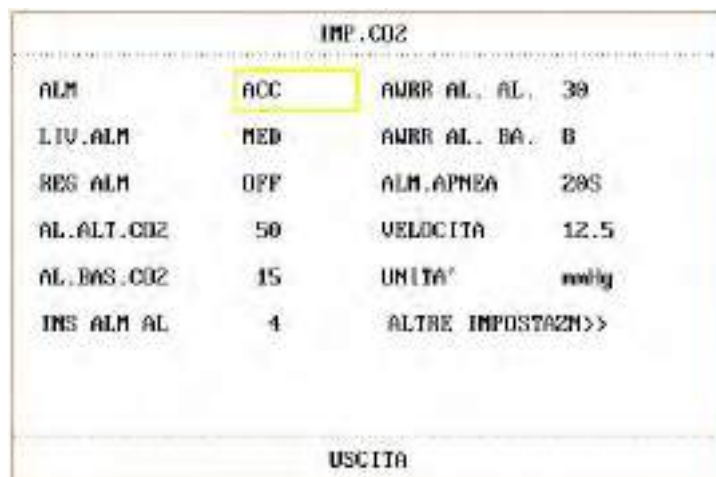 IMP.CO2
ALM ACC AWRR AL. AL. 30
LIV.ALM MED AWRR AL. BA. 8
REG ALM OFF ALM.APNEA 20S
AL.ALT.CO2 50 VELOCITA 12.5
AL.BAS.CO2 15 UNITA' mmHg
INS ALM AL 4 ALTRE IMPOSTAZN>>
USCITA